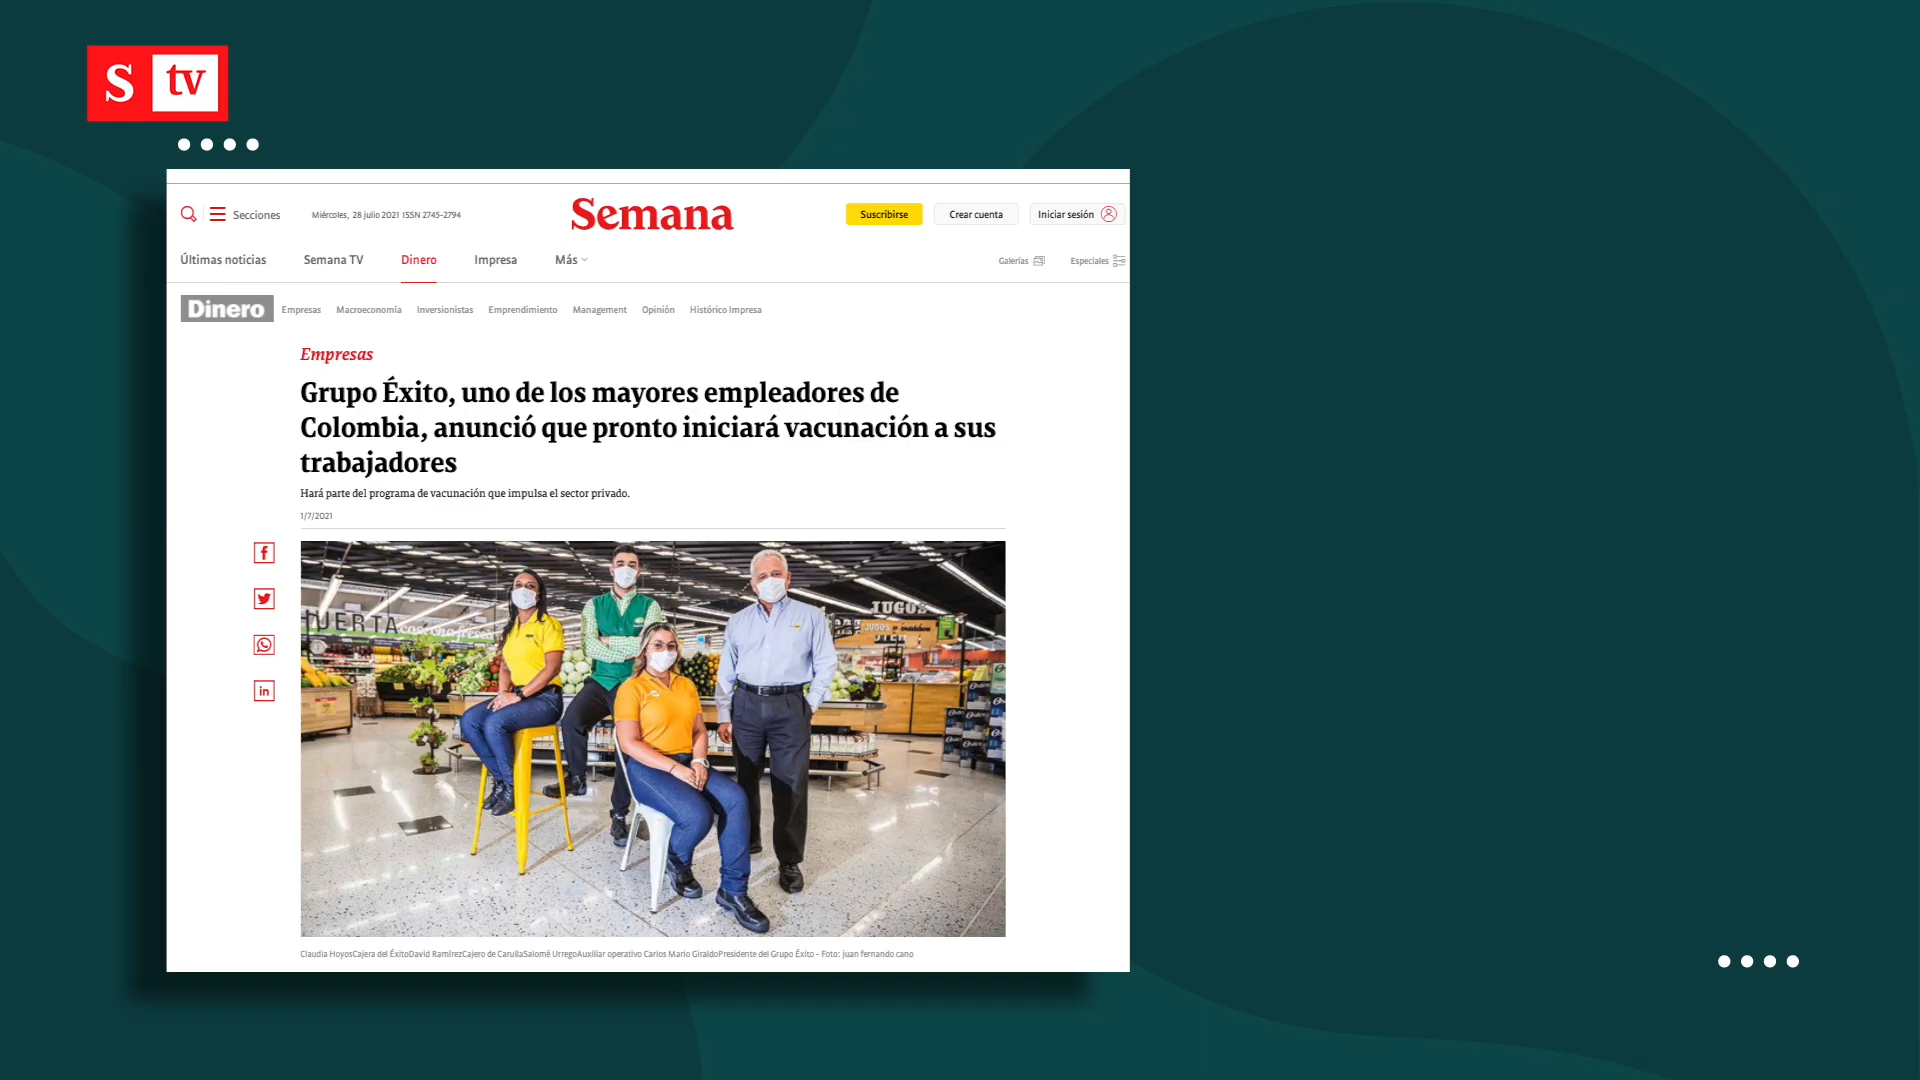 S tv
Secciones
Miércoles, 28 julio 2021 ISSN 2745-2794
Semana
Suscribirse
Crear cuenta
Iniciar sesión
Últimas noticias
Semana TV
Dinero
Impresa
Más
Galerías
Especiales
Dinero
Empresas
Macroeconomía
Inversionistas
Emprendimiento
Management
Opinión
Histórico Impresa
Empresas
Grupo Éxito, uno de los mayores empleadores de
Colombia, anunció que pronto iniciará vacunación a sus
trabajadores
Hará parte del programa de vacunación que impulsa el sector privado.
1/7/2021
HUERTA
JUGOS
JUGOS
Claudia HoyosCajera del ÉxitoDavid RamírezCajero de CarullaSalomé UrregoAuxiliar operativo Carlos Mario GiraldoPresidente del Grupo Éxito - Foto: juan fernando cano